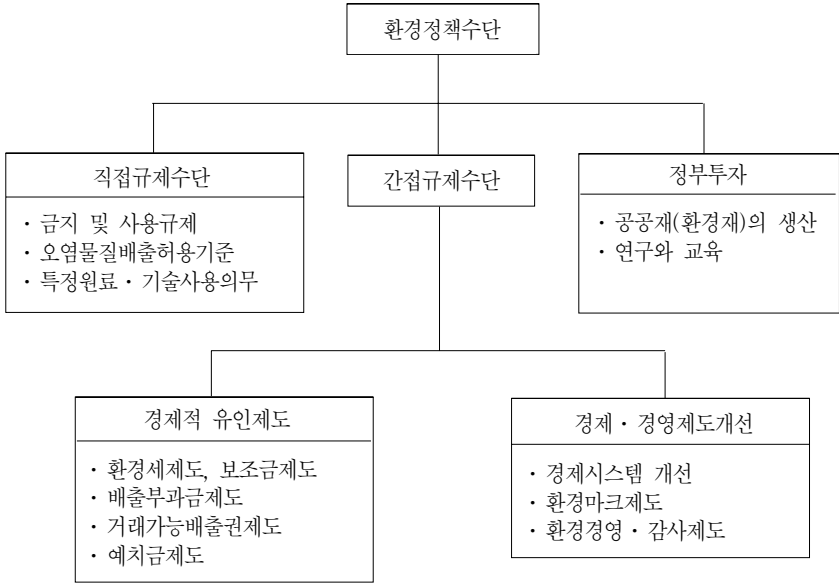 환경정책수단
직접규제수단
· 금지 및 사용규제
· 오염물질배출허용기준
· 특정원료 · 기술사용의무
간접규제수단
정부투자
· 공공재(환경재)의 생산
· 연구와 교육
경제적 유인제도
· 환경세제도, 보조금제도
· 배출부과금제도
· 거래가능배출권제도
· 예치금제도
경제 · 경영제도개선
· 경제시스템 개선
· 환경마크제도
· 환경경영 · 감사제도